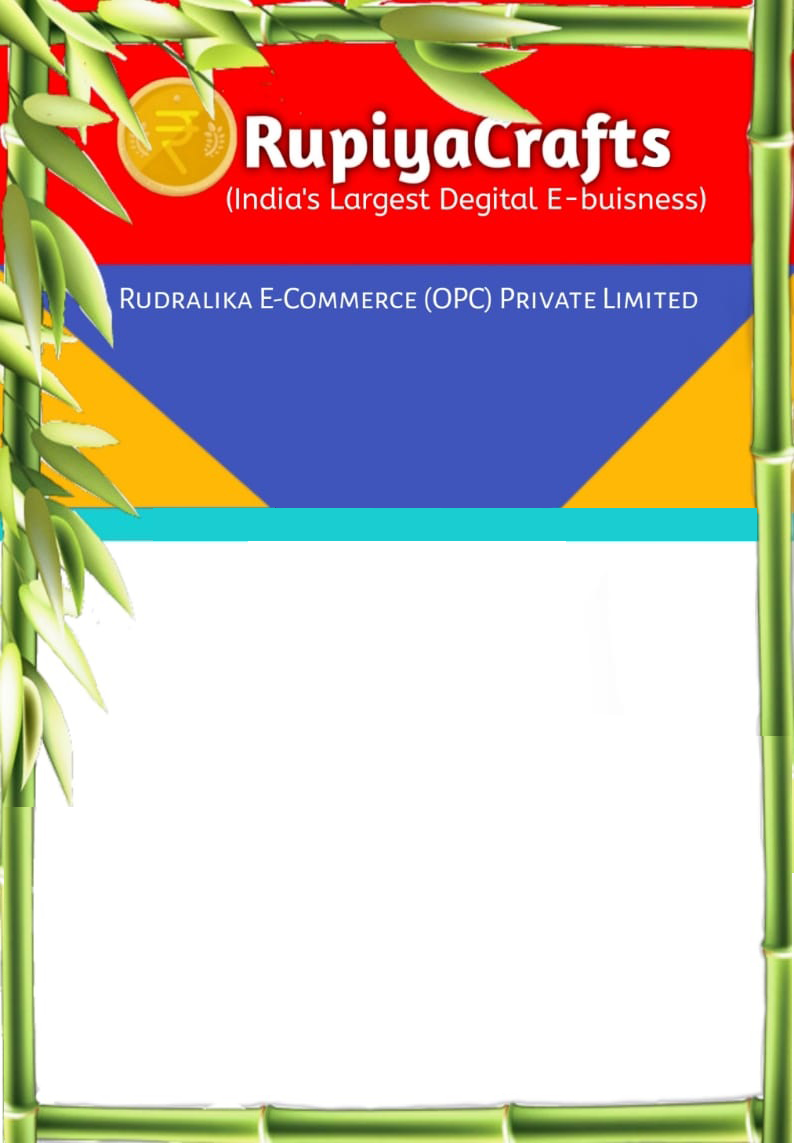 RupiyaCrafts
(India's Largest Degital E-buisness)
Rudralika E-Commerce (OPC) Private Limited